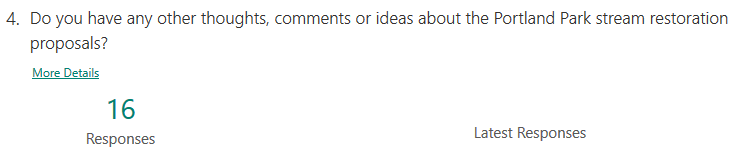 4. Do you have any other thoughts, comments or ideas about the Portland Park stream restoration
proposals?
More Details
16
Responses
Latest Responses